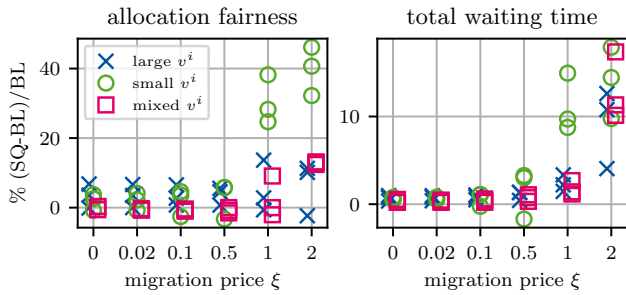 allocation fairness
total waiting time
% (SQ-BL)/BL
40
20
0
large v^i
small v^i
mixed v^i
10
0
0 0.02 0.1 0.5 1 2
0 0.02 0.1 0.5 1 2
migration price ξ
migration price ξ